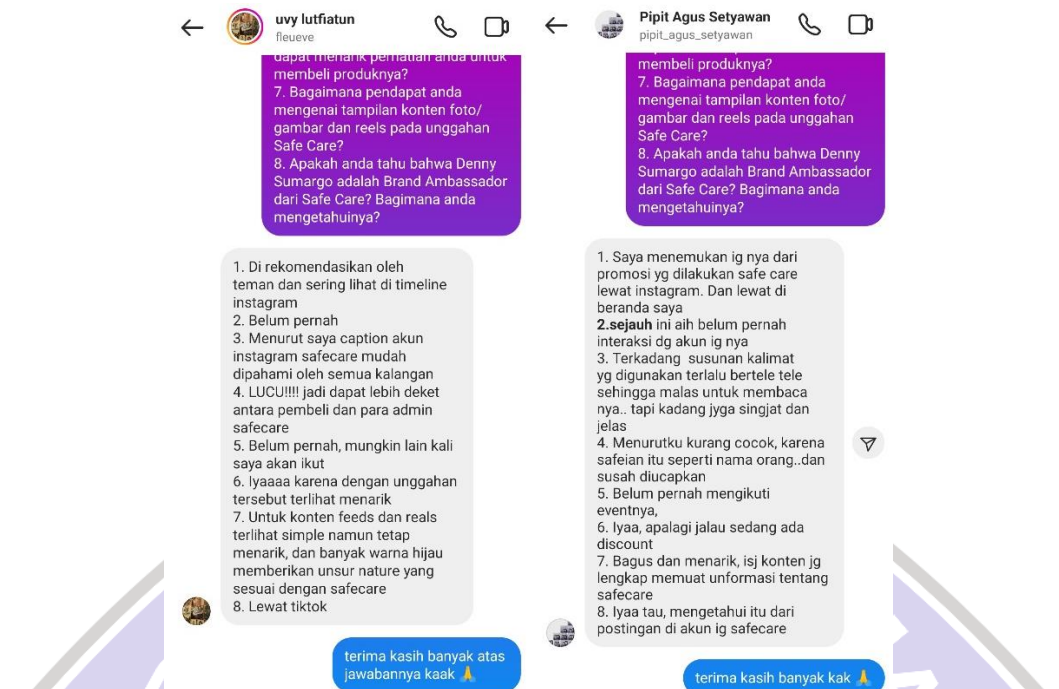 uvy lutfiatun
fleueve
dapat menarik perhatian anda untuk
membeli produknya?
7. Bagaimana pendapat anda
mengenai tampilan konten foto/
gambar dan reels pada unggahan
Safe Care?
8. Apakah anda tahu bahwa Denny
Sumargo adalah Brand Ambassador
dari Safe Care? Bagimana anda
mengetahuinya?
1. Di rekomendasikan oleh
teman dan sering lihat di timeline
instagram
2. Belum pernah
3. Menurut saya caption akun
instagram safecare mudah
dipahami oleh semua kalangan
4. LUCU!!!! jadi dapat lebih deket
antara pembeli dan para admin
safecare
5. Belum pernah, mungkin lain kali
saya akan ikut
6. Iyaaaa karena dengan unggahan
tersebut terlihat menarik
7. Untuk konten feeds dan reals
terlihat simple namun tetap
menarik, dan banyak warna hijau
memberikan unsur nature yang
sesuai dengan safecare
8. Lewat tiktok
terima kasih banyak atas
jawabannya kaak 🙏
Pipit Agus Setyawan
pipit_agus_setyawan
membeli produknya?
7. Bagaimana pendapat anda
mengenai tampilan konten foto/
gambar dan reels pada unggahan
Safe Care?
8. Apakah anda tahu bahwa Denny
Sumargo adalah Brand Ambassador
dari Safe Care? Bagimana anda
mengetahuinya?
1. Saya menemukan ig nya dari
promosi yg dilakukan safe care
lewat instagram. Dan lewat di
beranda saya
2.sejauh ini aih belum pernah
interaksi dg akun ig nya
3. Terkadang susunan kalimat
yg digunakan terlalu bertele tele
sehingga malas untuk membaca
nya.. tapi kadang jyga singjat dan
jelas
4. Menurutku kurang cocok, karena
safeian itu seperti nama orang..dan
susah diucapkan
5. Belum pernah mengikuti
eventnya,
6. Iyaa, apalagi jalau sedang ada
discount
7. Bagus dan menarik, isj konten jg
lengkap memuat unformasi tentang
safecare
8. Iyaa tau, mengetahui itu dari
postingan di akun ig safecare
terima kasih banyak kak 🙏